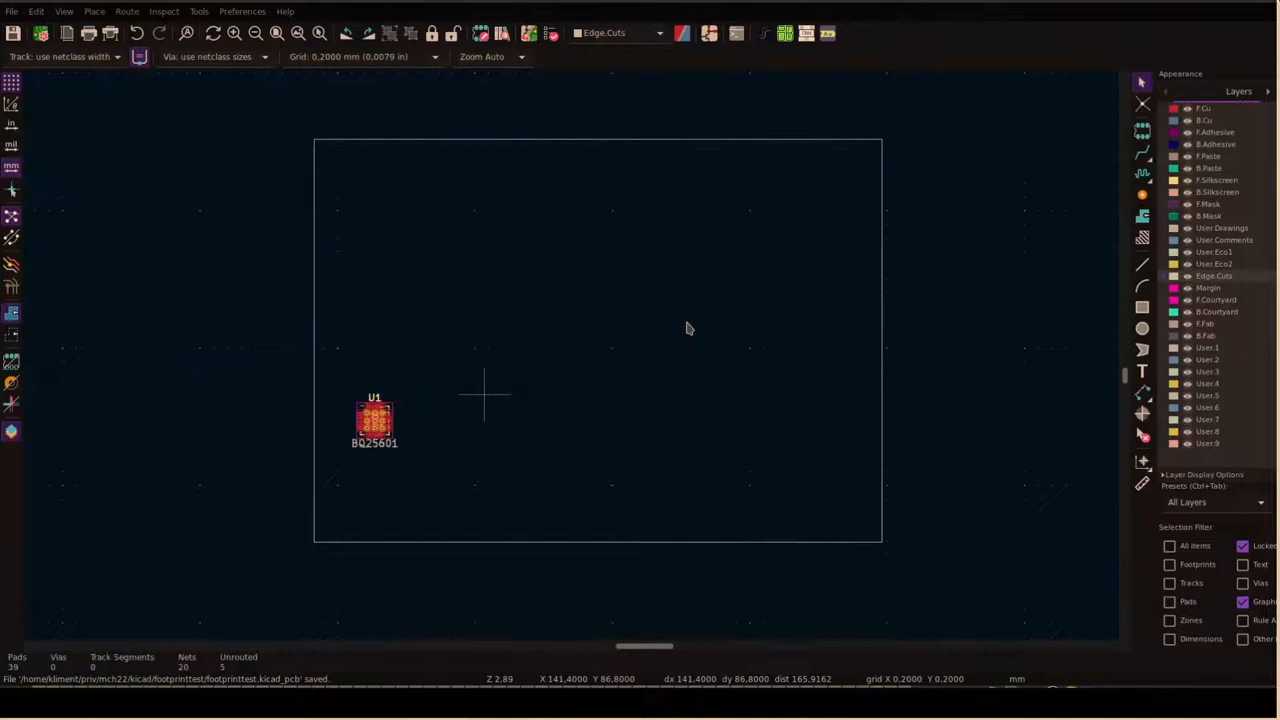 File Edit View Place Route Inspect Tools Preferences Help
Edge.Cuts
Track: use netclass width Via: use netclass sizes Grid: 0,2000 mm (0,0079 in) Zoom Auto
in
mil
mm
U1
BQ25601
Appearance
Layers
F.Cu
B.Cu
F.Adhesive
B.Adhesive
F.Paste
B.Paste
F.Silkscreen
B.Silkscreen
F.Mask
B.Mask
User.Drawings
User.Comments
User.Eco1
User.Eco2
Edge.Cuts
Margin
F.Courtyard
B.Courtyard
F.Fab
B.Fab
User.1
User.2
User.3
User.4
User.5
User.6
User.7
User.8
User.9
Layer Display Options
Presets (Ctrl+Tab):
All Layers
Selection Filter
All items Locked
Footprints Text
Tracks Vias
Pads Graph
Zones Rule A
Dimensions Other
Pads Vias Track Segments Nets Unrouted
39 0 0 20 5
File '/home/kliment/priv/mch22/kicad/footprinttest/footprinttest.kicad_pcb' saved. Z 2,89 X 141,4000 Y 86,8000 dx 141,4000 dy 86,8000 dist 165,9162 grid X 0,2000 Y 0,2000 mm